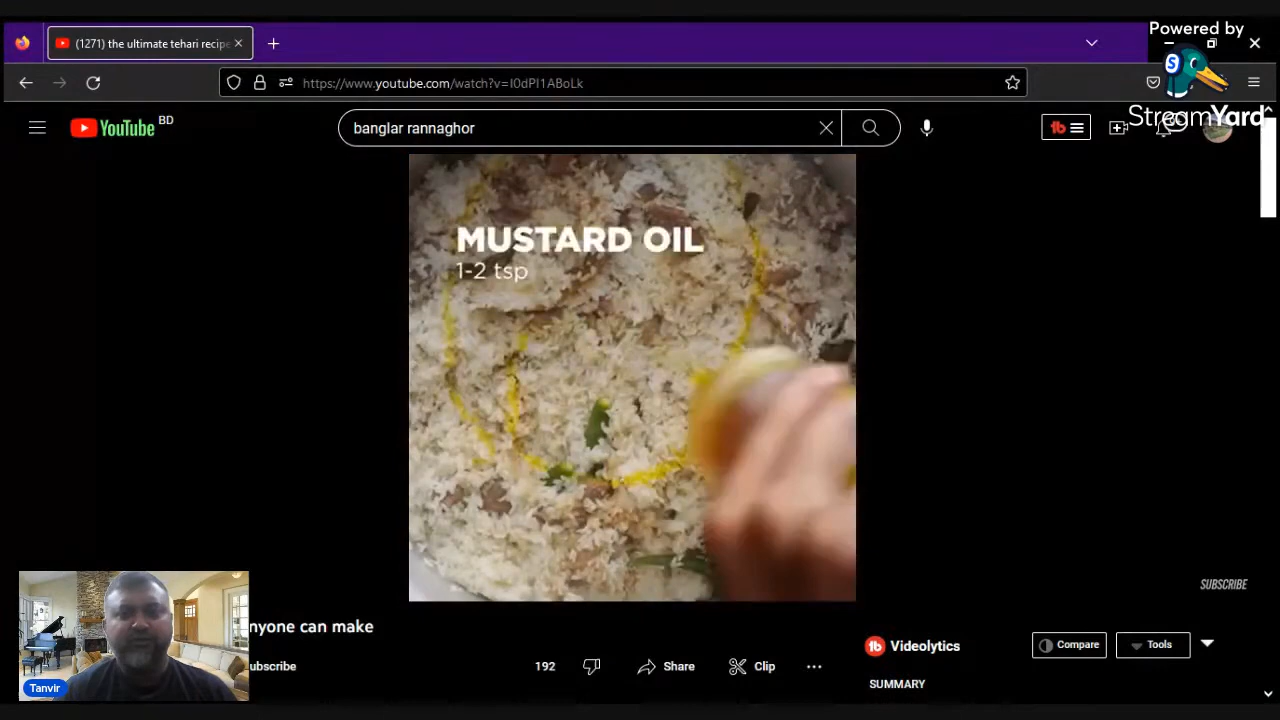 Powered by
StreamYard
(1271) the ultimate tehari recipe
https://www.youtube.com/watch?v=I0dPI1ABoLk
YouTube BD
banglar rannaghor
MUSTARD OIL
1-2 tsp
SUBSCRIBE
nyone can make
ubscribe
192
Share
Clip
Videolytics
Compare
Tools
SUMMARY
Tanvir